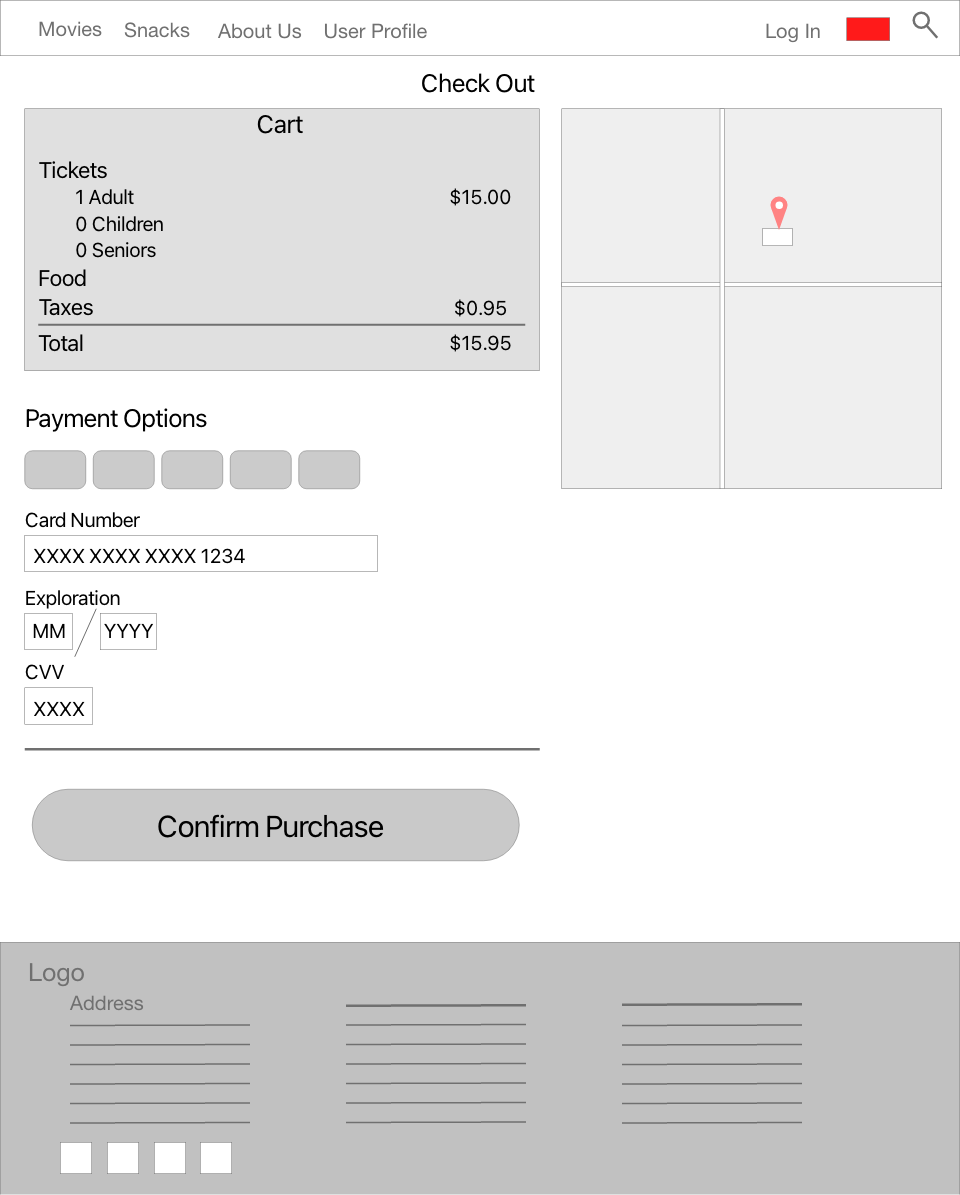 Movies Snacks About Us User Profile Log In
Check Out
Cart
Tickets
1 Adult $15.00
0 Children
0 Seniors
Food
Taxes $0.95
Total $15.95
Payment Options
Card Number
XXXX XXXX XXXX 1234
Exploration
MM / YYYY
CVV
XXXX
Confirm Purchase
Logo
Address